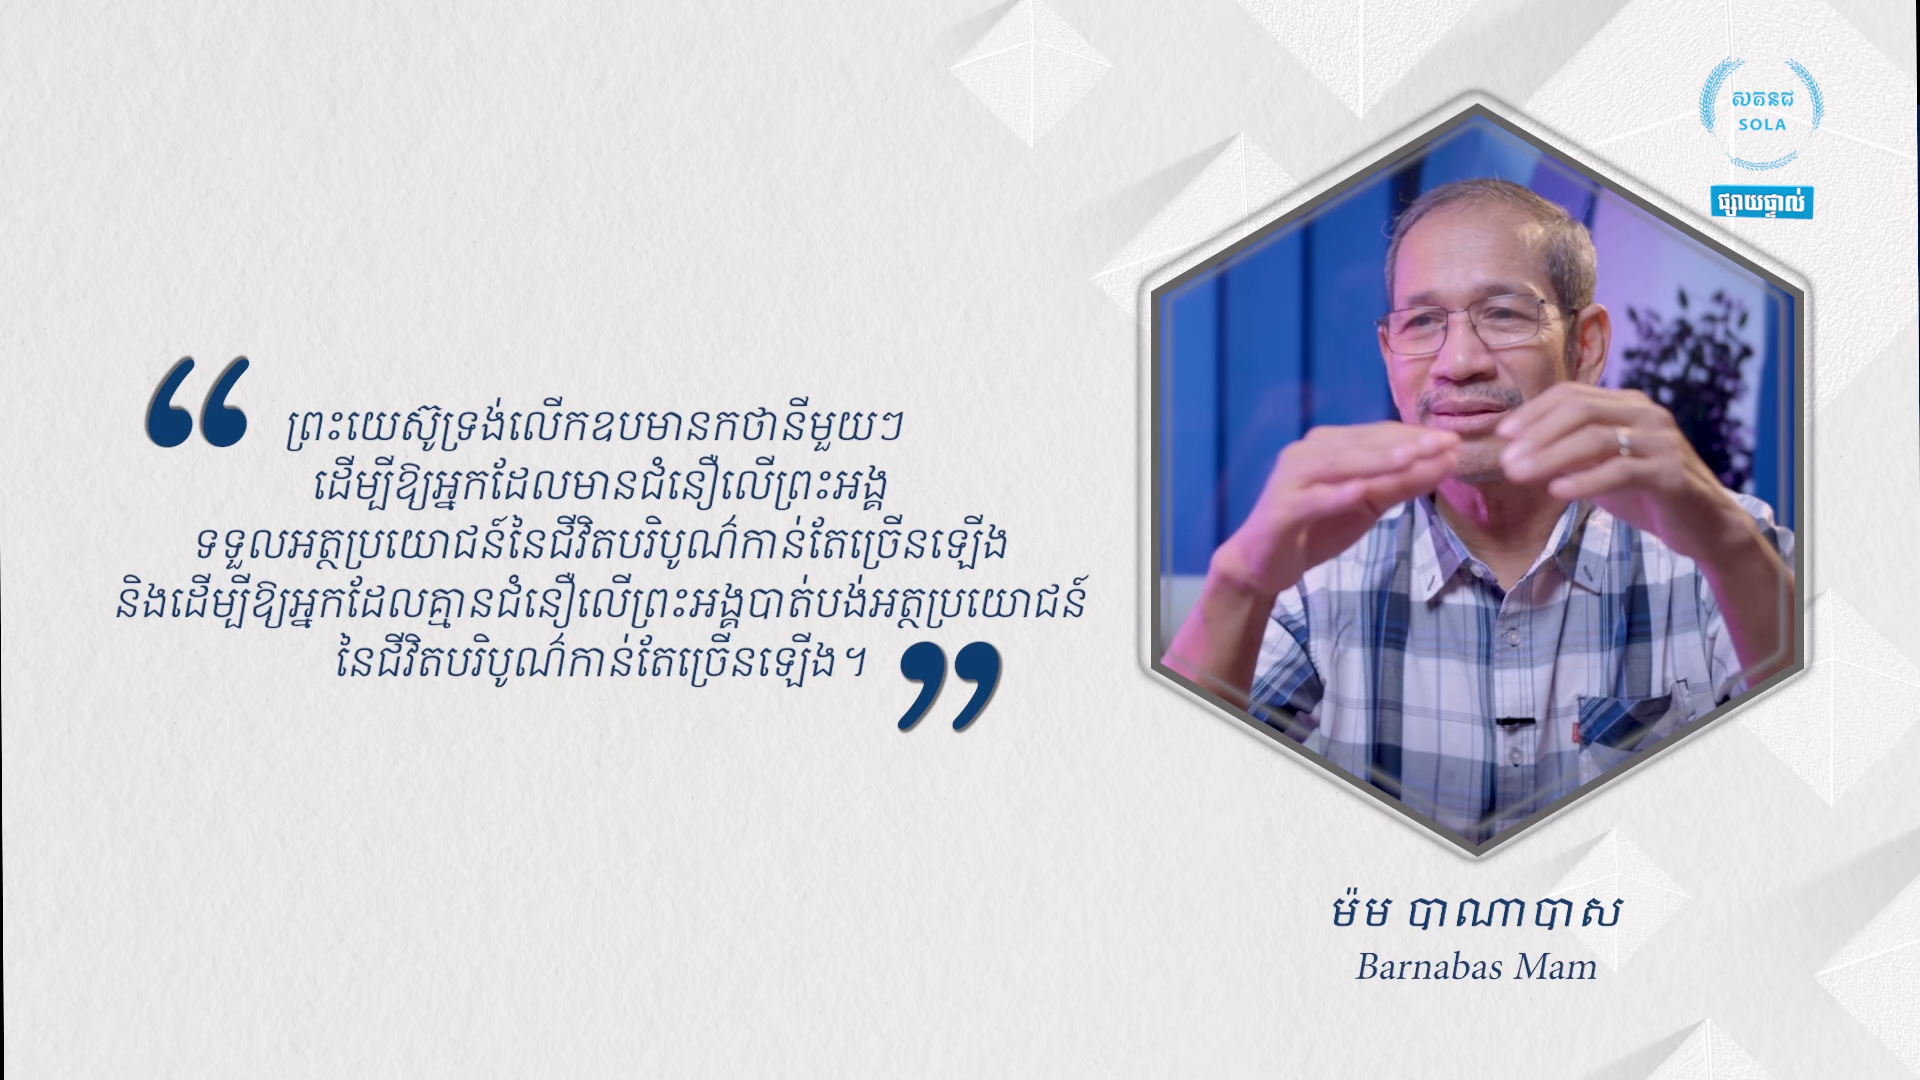 សគនជ
SOLA
ផ្សាយផ្ទាល់
ព្រះយេស៊ូទ្រង់លើកឧបមានកថានីមួយៗ
ដើម្បីឱ្យអ្នកដែលមានជំនឿលើព្រះអង្គ
ទទួលអត្ថប្រយោជន៍នៃជីវិតបរិបូណ៌កាន់តែច្រើនឡើង
និងដើម្បីឱ្យអ្នកដែលគ្មានជំនឿលើព្រះអង្គបាត់បង់អត្ថប្រយោជន៍
នៃជីវិតបរិបូណ៌កាន់តែច្រើនឡើង។
ម៉ម បាណាបាស
Barnabas Mam